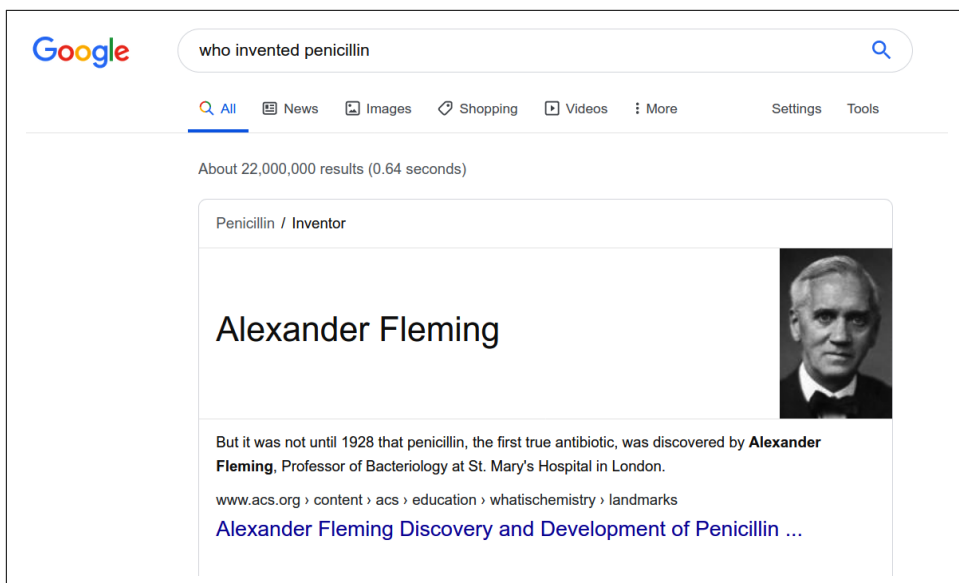 Google
who invented penicillin
All News Images Shopping Videos More Settings Tools
About 22,000,000 results (0.64 seconds)
Penicillin / Inventor
Alexander Fleming
But it was not until 1928 that penicillin, the first true antibiotic, was discovered by Alexander
Fleming, Professor of Bacteriology at St. Mary's Hospital in London.
www.acs.org › content › acs › education › whatischemistry › landmarks
Alexander Fleming Discovery and Development of Penicillin ...